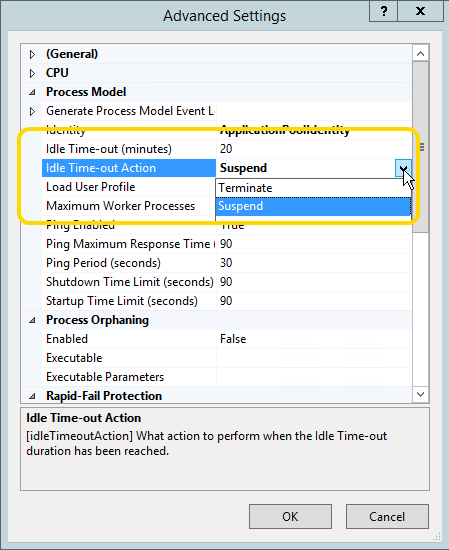 Advanced Settings
? x
(General)
CPU
Process Model
Generate Process Model Event L
Identity ApplicationPoolIdentity
Idle Time-out (minutes) 20
Idle Time-out Action Suspend
Load User Profile Terminate
Maximum Worker Processes Suspend
Ping Enabled True
Ping Maximum Response Time ( 90
Ping Period (seconds) 30
Shutdown Time Limit (seconds) 90
Startup Time Limit (seconds) 90
Process Orphaning
Enabled False
Executable
Executable Parameters
Rapid-Fail Protection
Idle Time-out Action
[idleTimeoutAction] What action to perform when the Idle Time-out
duration has been reached.
OK Cancel